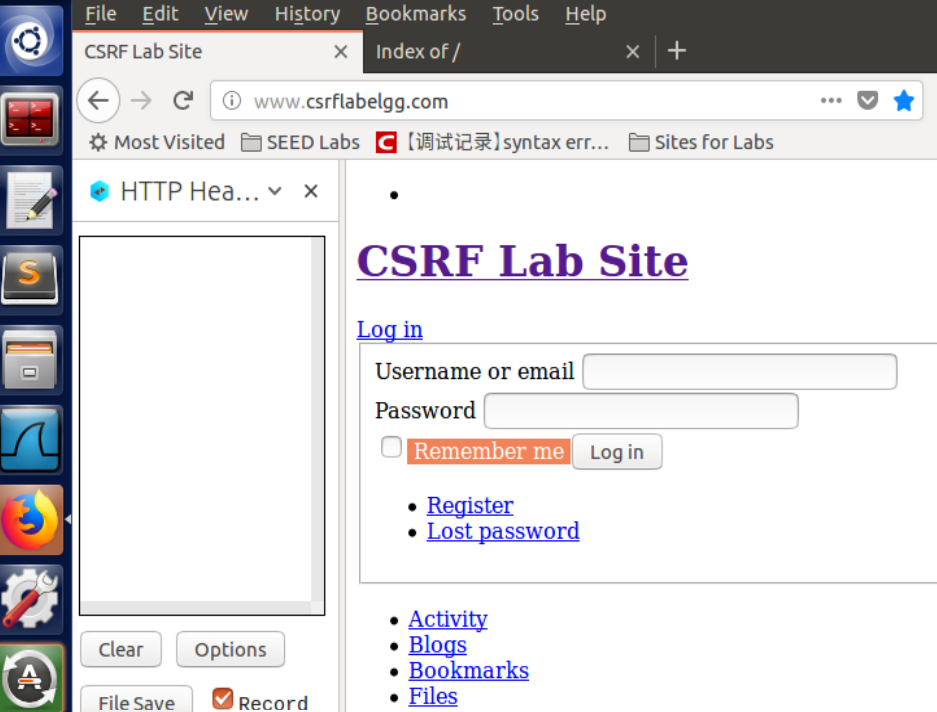 File Edit View History Bookmarks Tools Help
CSRF Lab Site
Index of /
www.csrflabelgg.com
Most Visited SEED Labs 【调试记录】syntax err... Sites for Labs
HTTP Hea...
CSRF Lab Site
Log in
Username or email
Password
Remember me Log in
Register
Lost password
Activity
Blogs
Bookmarks
Files
Clear Options
File Save Record